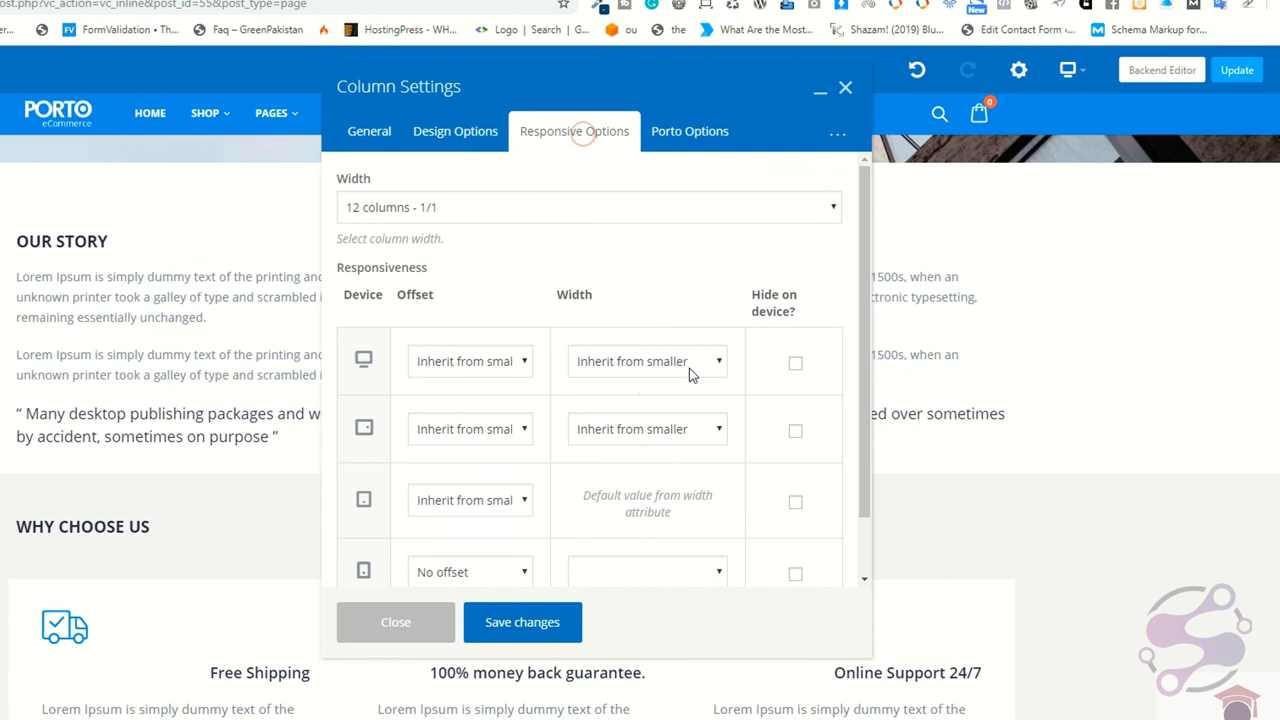 ost.php?vc_action=vc_inline&post_id=55&post_type=page
New
er...
FV FormValidation • Th...
Faq – GreenPakistan
HostingPress – WH...
Logo | Search | G...
ou
the
What Are the Most...
Shazam! (2019) Blu...
Edit Contact Form ‹...
Schema Markup for...
Backend Editor
Update
PORTO
eCommerce
HOME
SHOP
PAGES
0
Column Settings
General
Design Options
Responsive Options
Porto Options
...
Width
12 columns - 1/1
Select column width.
Responsiveness
Device
Offset
Width
Hide on
device?
Inherit from smal
Inherit from smaller
Inherit from smal
Inherit from smaller
Inherit from smal
Default value from width
attribute
No offset
Close
Save changes
OUR STORY
Lorem Ipsum is simply dummy text of the printing and
1500s, when an
unknown printer took a galley of type and scrambled i
ctronic typesetting,
remaining essentially unchanged.
Lorem Ipsum is simply dummy text of the printing and
1500s, when an
unknown printer took a galley of type and scrambled i
“ Many desktop publishing packages and w
ed over sometimes
by accident, sometimes on purpose ”
WHY CHOOSE US
Free Shipping
100% money back guarantee.
Online Support 24/7
Lorem Ipsum is simply dummy text of the
Lorem Ipsum is simply dummy text of the
Lorem Ipsum is simply dummy text of the